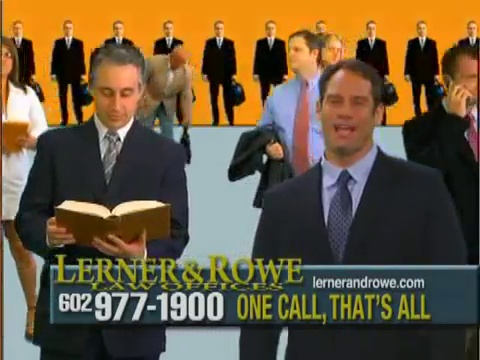 LERNER & ROWE
LAW OFFICES
lernerandrowe.com
602 977-1900 ONE CALL, THAT'S ALL